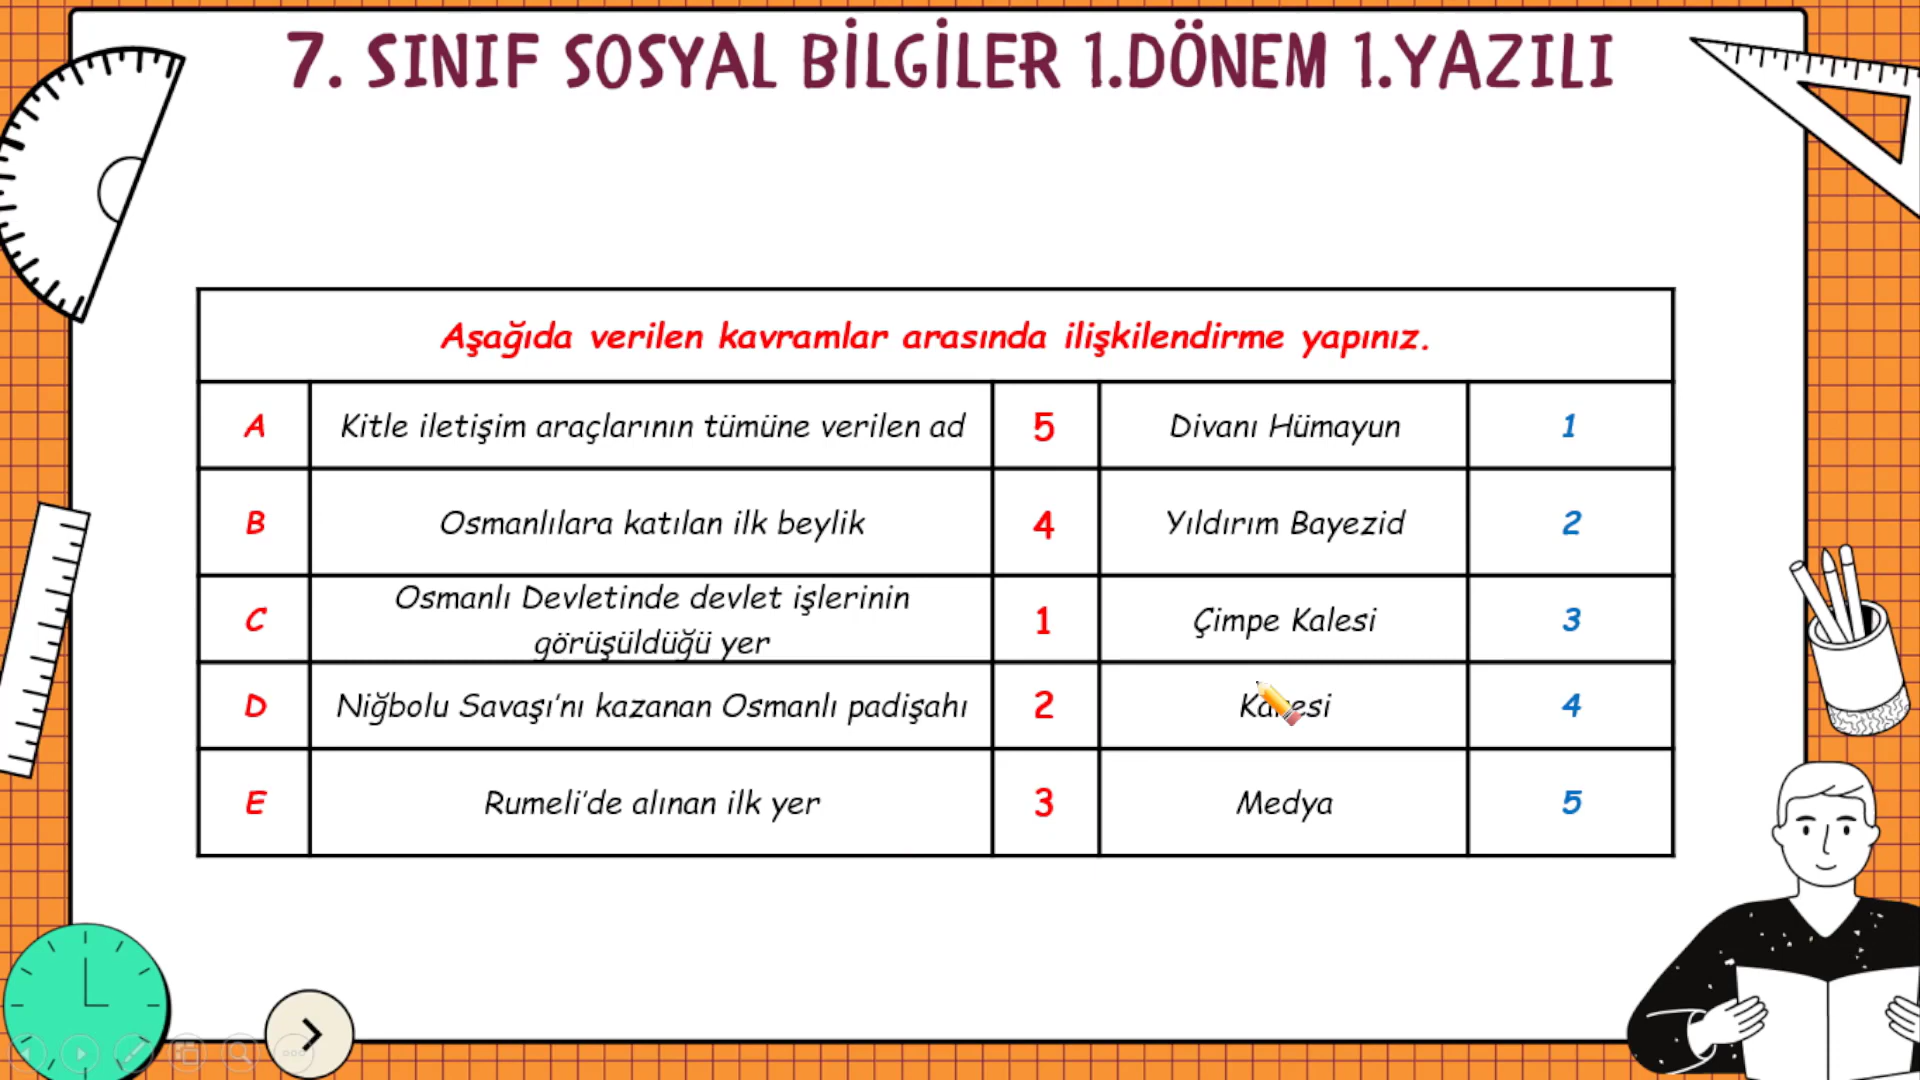 7. SINIF SOSYAL BİLGİLER 1.DÖNEM 1.YAZILI
Aşağıda verilen kavramlar arasında ilişkilendirme yapınız.
A Kitle iletişim araçlarının tümüne verilen ad 5 Divanı Hümayun 1
B Osmanlılara katılan ilk beylik 4 Yıldırım Bayezid 2
C Osmanlı Devletinde devlet işlerinin
görüşüldüğü yer 1 Çimpe Kalesi 3
D Niğbolu Savaşı’nı kazanan Osmanlı padişahı 2 4
E Rumeli’de alınan ilk yer 3 Medya 5